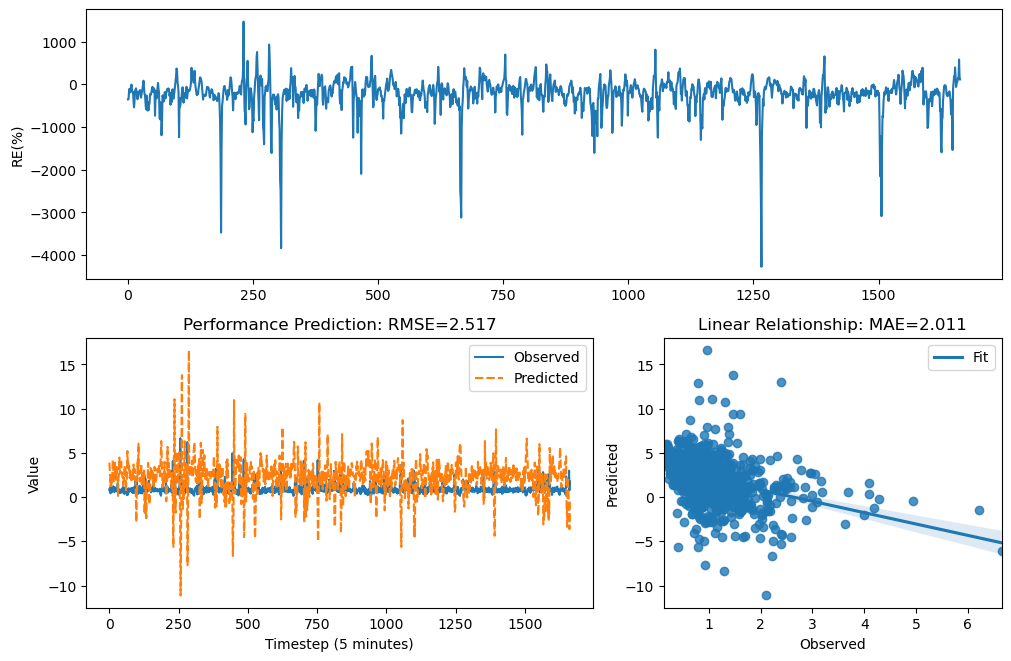 1000
0
−1000
−2000
−3000
−4000
RE(%)
0 250 500 750 1000 1250 1500
Performance Prediction: RMSE=2.517
Observed
Predicted
15
10
5
0
−5
−10
Value
0 250 500 750 1000 1250 1500
Timestep (5 minutes)
Linear Relationship: MAE=2.011
Fit
15
10
5
0
−5
−10
Predicted
1 2 3 4 5 6
Observed